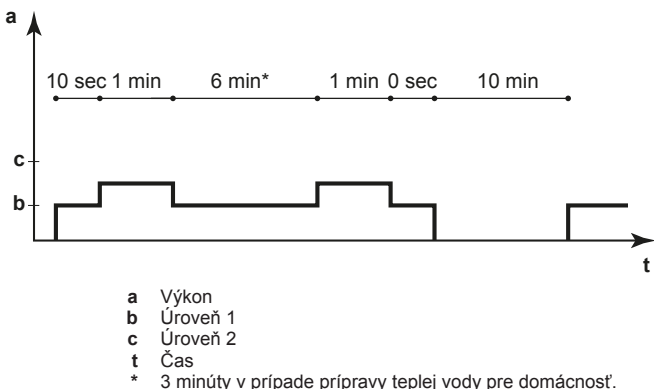 a
10 sec 1 min 6 min* 1 min 0 sec 10 min
c
b
t
a Výkon
b Úroveň 1
c Úroveň 2
t Čas
* 3 minúty v prípade prípravy teplej vody pre domácnosť.